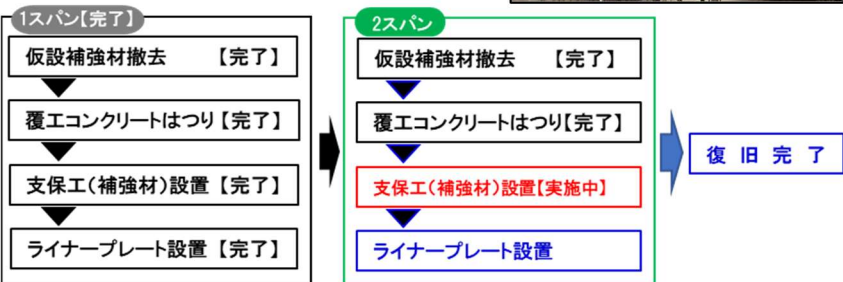 1スパン【完了】
仮設補強材撤去　　【完了】
覆工コンクリートはつり【完了】
支保工(補強材)設置【完了】
ライナープレート設置【完了】
2スパン
仮設補強材撤去　　【完了】
覆工コンクリートはつり【完了】
支保工(補強材)設置【実施中】
ライナープレート設置
復旧完了